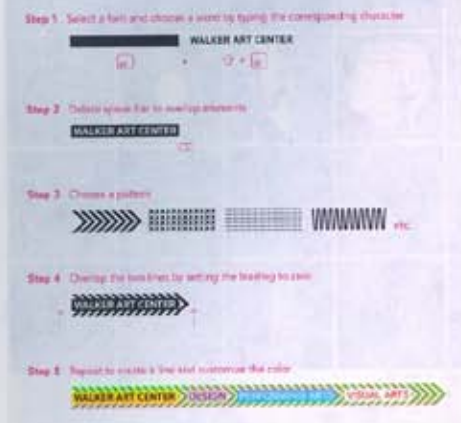 Step 1 Select a font and choose a word by typing the corresponding character
WALKER ART CENTER
+ +
Step 2 Delete space bar to overlap elements
WALKER ART CENTER
Step 3 Choose a pattern
etc.
Step 4 Overlap the two lines by setting the leading to zero
WALKER ART CENTER
Step 5 Repeat to create a line and customize the color
WALKER ART CENTER DESIGN PERFORMING ARTS VISUAL ARTS